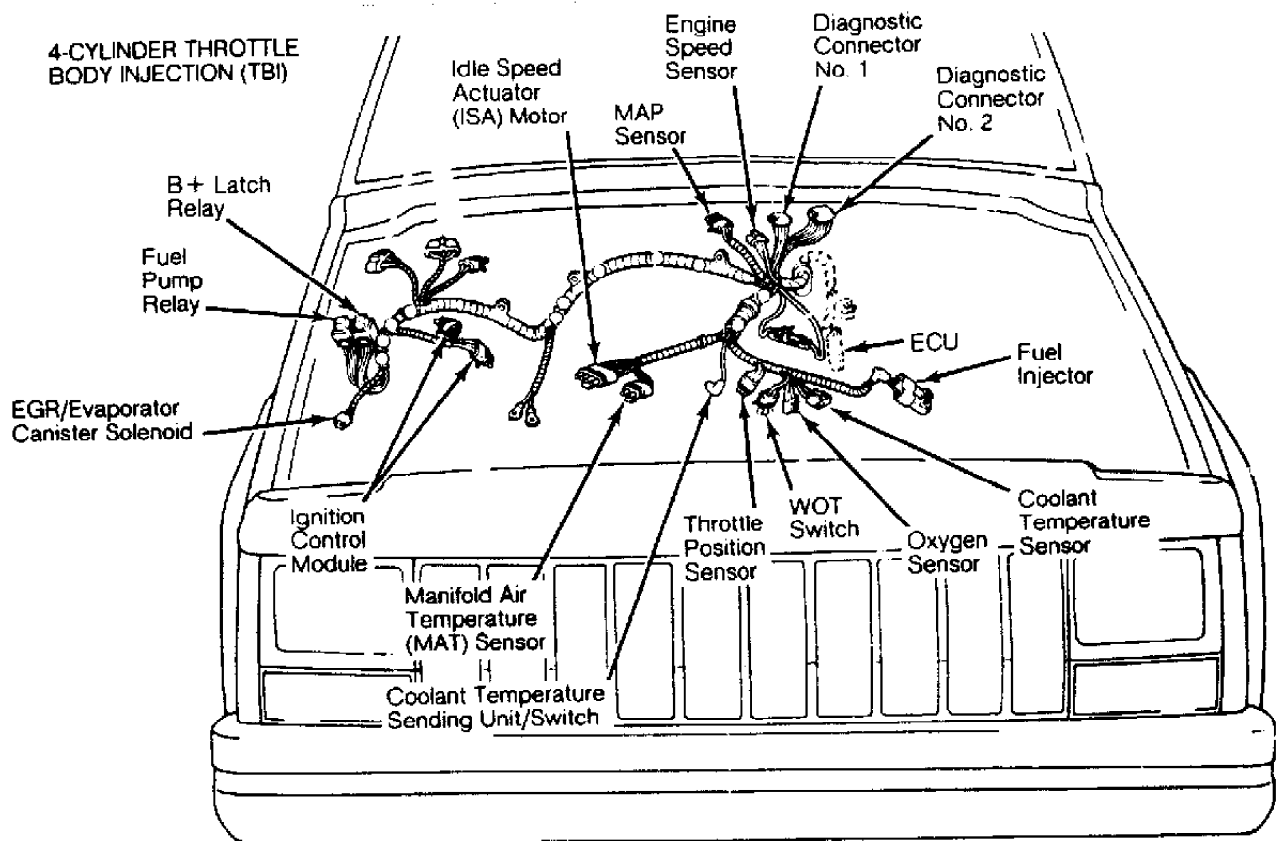 4-CYLINDER THROTTLE
BODY INJECTION (TBI)
Idle Speed
Actuator
(ISA) Motor
MAP
Sensor
Engine
Speed
Sensor
Diagnostic
Connector
No. 1
Diagnostic
Connector
No. 2
B+ Latch
Relay
Fuel
Pump
Relay
EGR/Evaporator
Canister Solenoid
ECU
Fuel
Injector
Ignition
Control
Module
Manifold Air
Temperature
(MAT) Sensor
Coolant Temperature
Sending Unit/Switch
Throttle
Position
Sensor
WOT
Switch
Oxygen
Sensor
Coolant
Temperature
Sensor